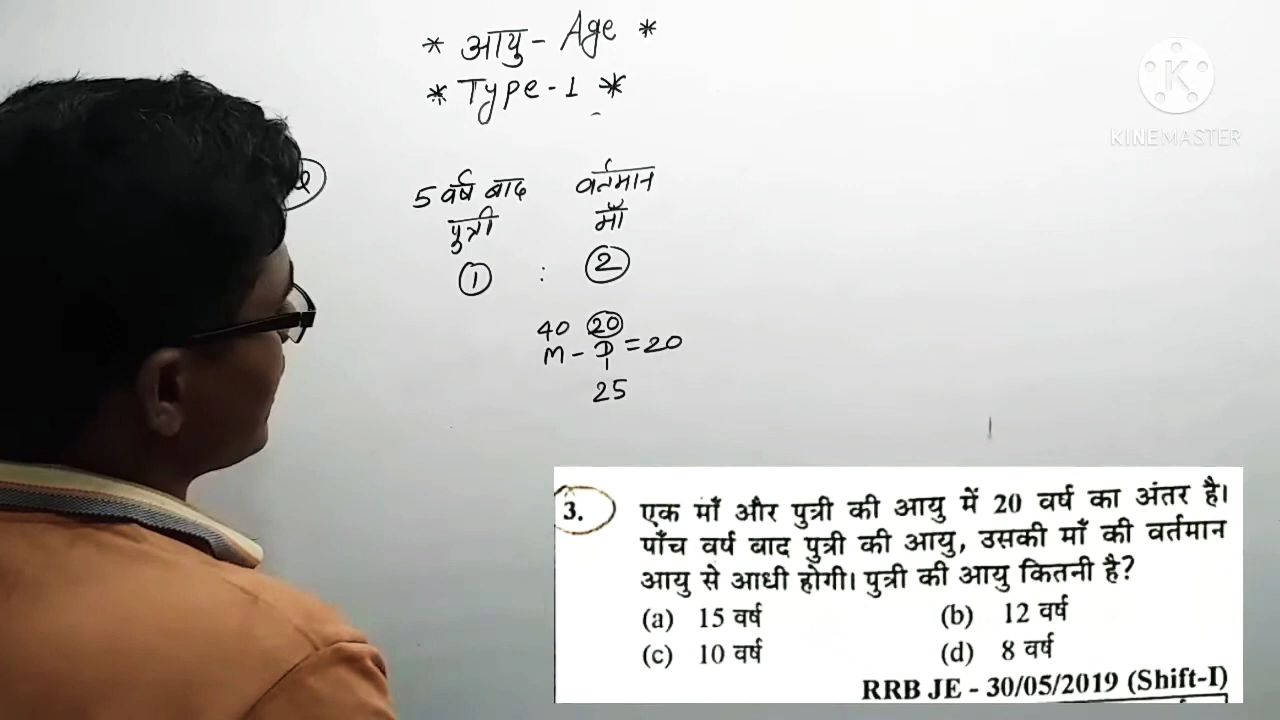 * आयु - Age *
* Type-1 *
5 वर्ष बाद वर्तमान
पुत्री माँ
1 : 2
40 20
M - D = 20
25
KINEMASTER
3. एक माँ और पुत्री की आयु में 20 वर्ष का अंतर है।
पाँच वर्ष बाद पुत्री की आयु, उसकी माँ की वर्तमान
आयु से आधी होगी। पुत्री की आयु कितनी है?
(a) 15 वर्ष (b) 12 वर्ष
(c) 10 वर्ष (d) 8 वर्ष
RRB JE - 30/05/2019 (Shift-I)